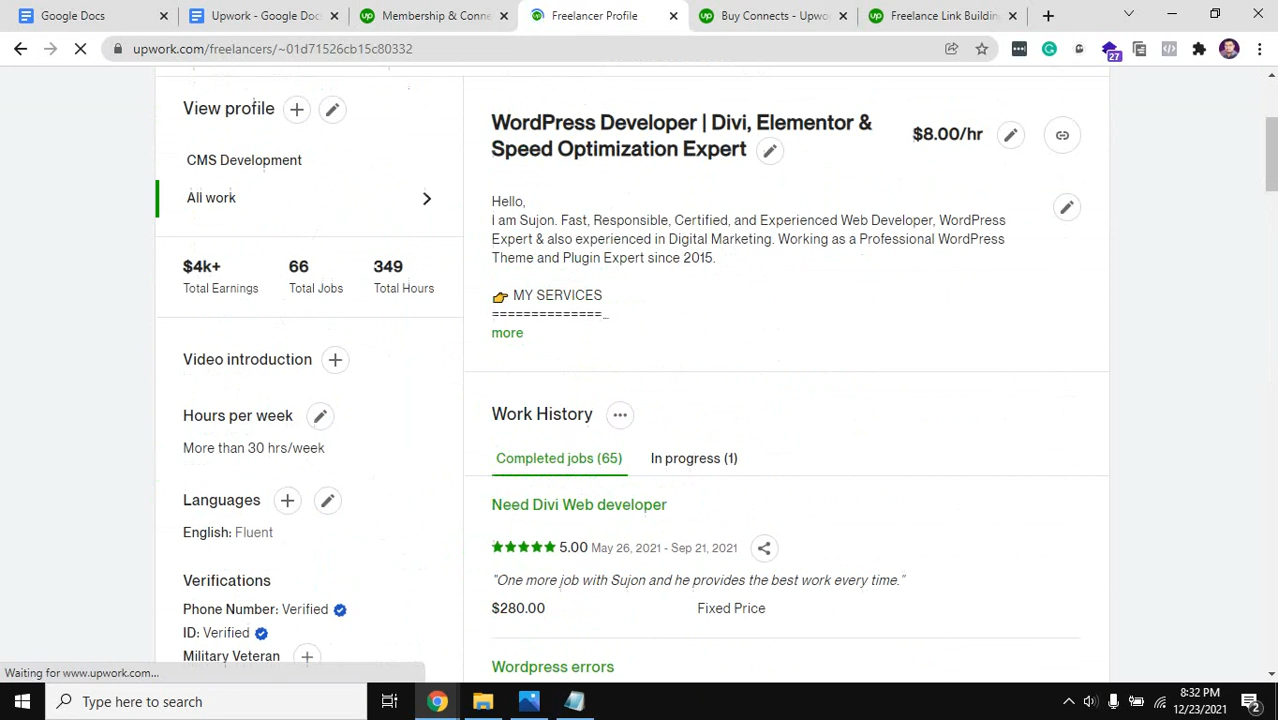 Google Docs
Upwork - Google Docs
Membership & Conne
Freelancer Profile
Buy Connects - Upwo
Freelance Link Building
upwork.com/freelancers/~01d71526cb15c80332
27
View profile
CMS Development
All work
$4k+
66
349
Total Earnings
Total Jobs
Total Hours
Video introduction
Hours per week
More than 30 hrs/week
Languages
English: Fluent
Verifications
Phone Number: Verified
ID: Verified
Military Veteran
WordPress Developer | Divi, Elementor &
Speed Optimization Expert
$8.00/hr
Hello,
I am Sujon. Fast, Responsible, Certified, and Experienced Web Developer, WordPress
Expert & also experienced in Digital Marketing. Working as a Professional WordPress
Theme and Plugin Expert since 2015.
👉 MY SERVICES
==============…
more
Work History
Completed jobs (65)
In progress (1)
Need Divi Web developer
5.00 May 26, 2021 - Sep 21, 2021
"One more job with Sujon and he provides the best work every time."
$280.00
Fixed Price
Wordpress errors
Waiting for www.upwork.com...
Type here to search
8:32 PM
12/23/2021
2